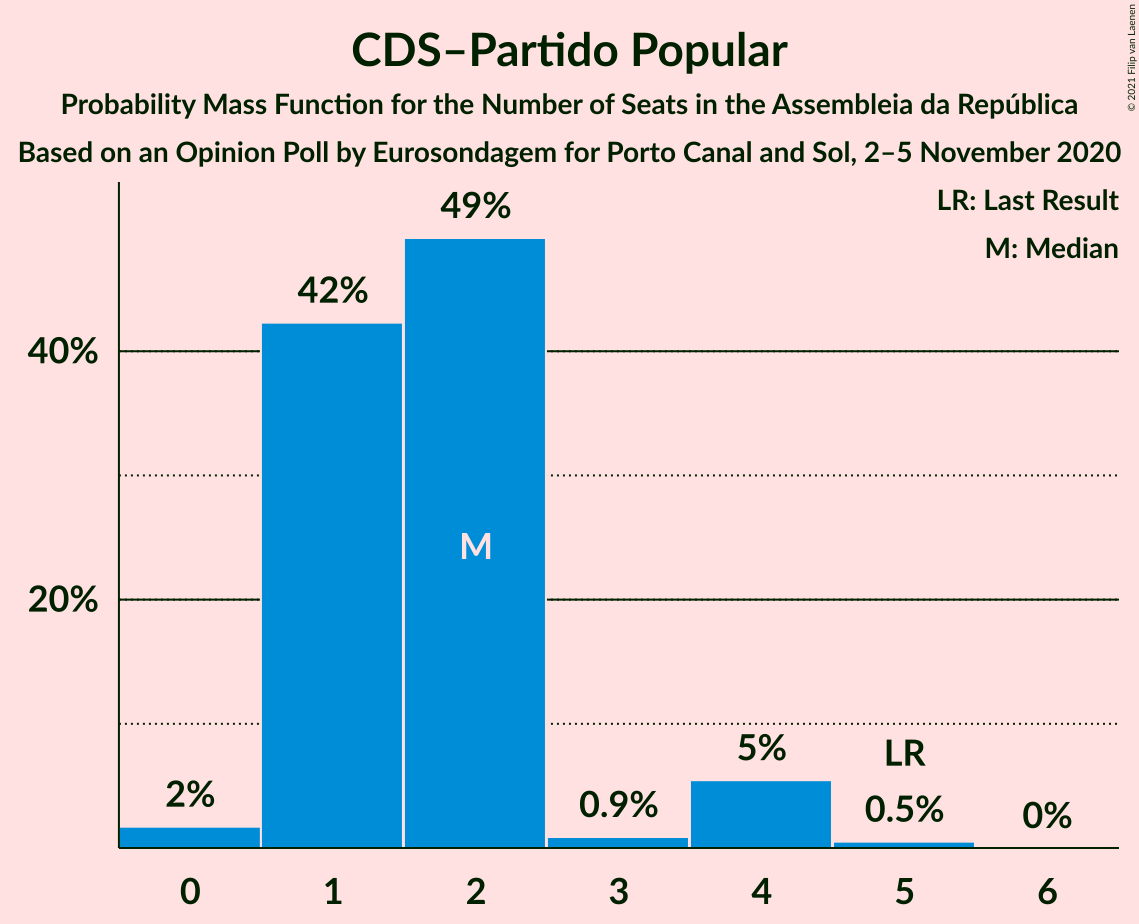 CDS–Partido Popular
Probability Mass Function for the Number of Seats in the Assembleia da República
Based on an Opinion Poll by Eurosondagem for Porto Canal and Sol, 2–5 November 2020
© 2021 Filip van Laenen
LR: Last Result
M: Median
49%
42%
40%
M
20%
5%
LR
2%
0.9%
0.5%
0%
0 1 2 3 4 5 6